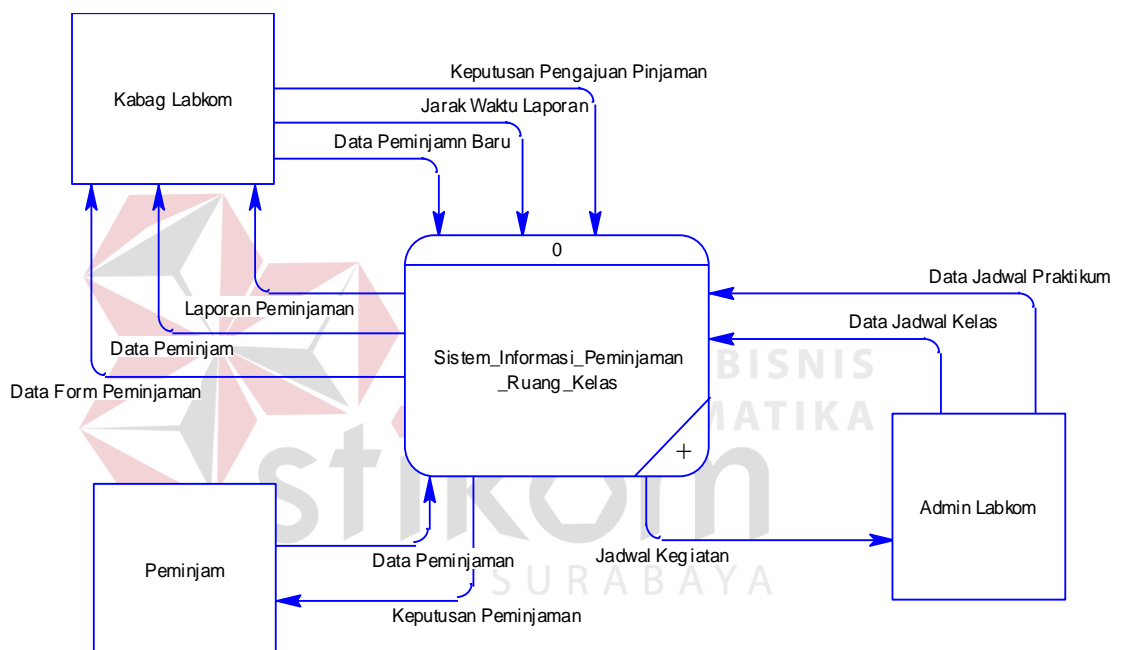 Kabag Labkom
Keputusan Pengajuan Pinjaman
Jarak Waktu Laporan
Data Peminjamn Baru
0
Laporan Peminjaman
Data Peminjam
Data Form Peminjaman
Sistem_Informasi_Peminjaman
_Ruang_Kelas
+
Data Jadwal Praktikum
Data Jadwal Kelas
BISNIS
MATIKA
stikom
SURABAYA
Admin Labkom
Jadwal Kegiatan
Peminjam
Data Peminjaman
Keputusan Peminjaman